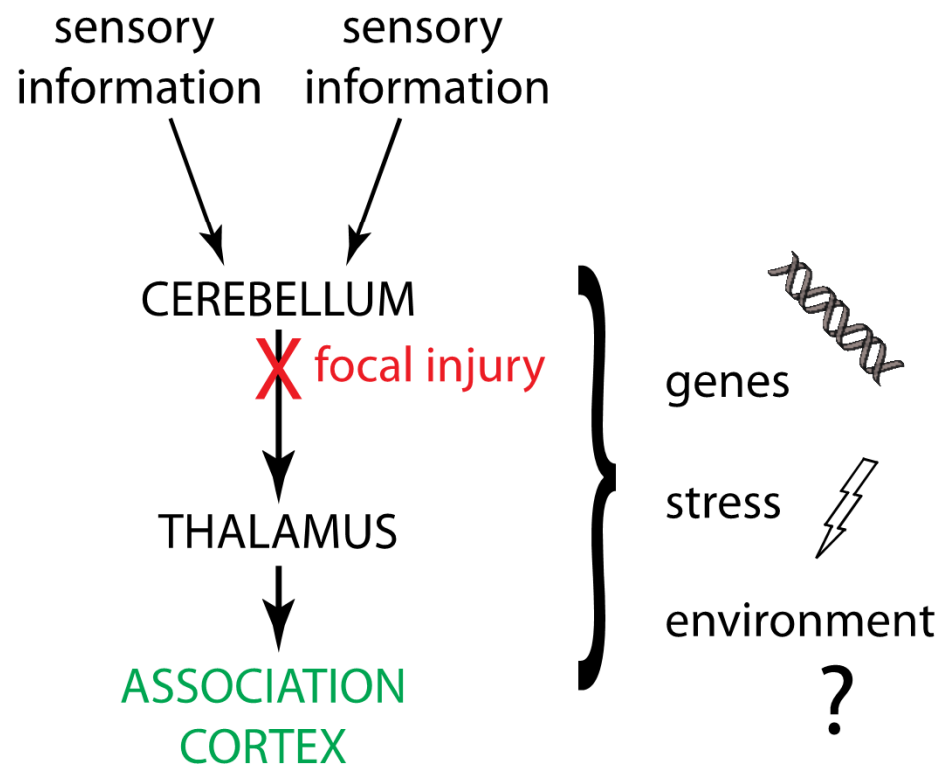 sensory
information
sensory
information
CEREBELLUM
X focal injury
THALAMUS
ASSOCIATION
CORTEX
genes
stress
environment
?